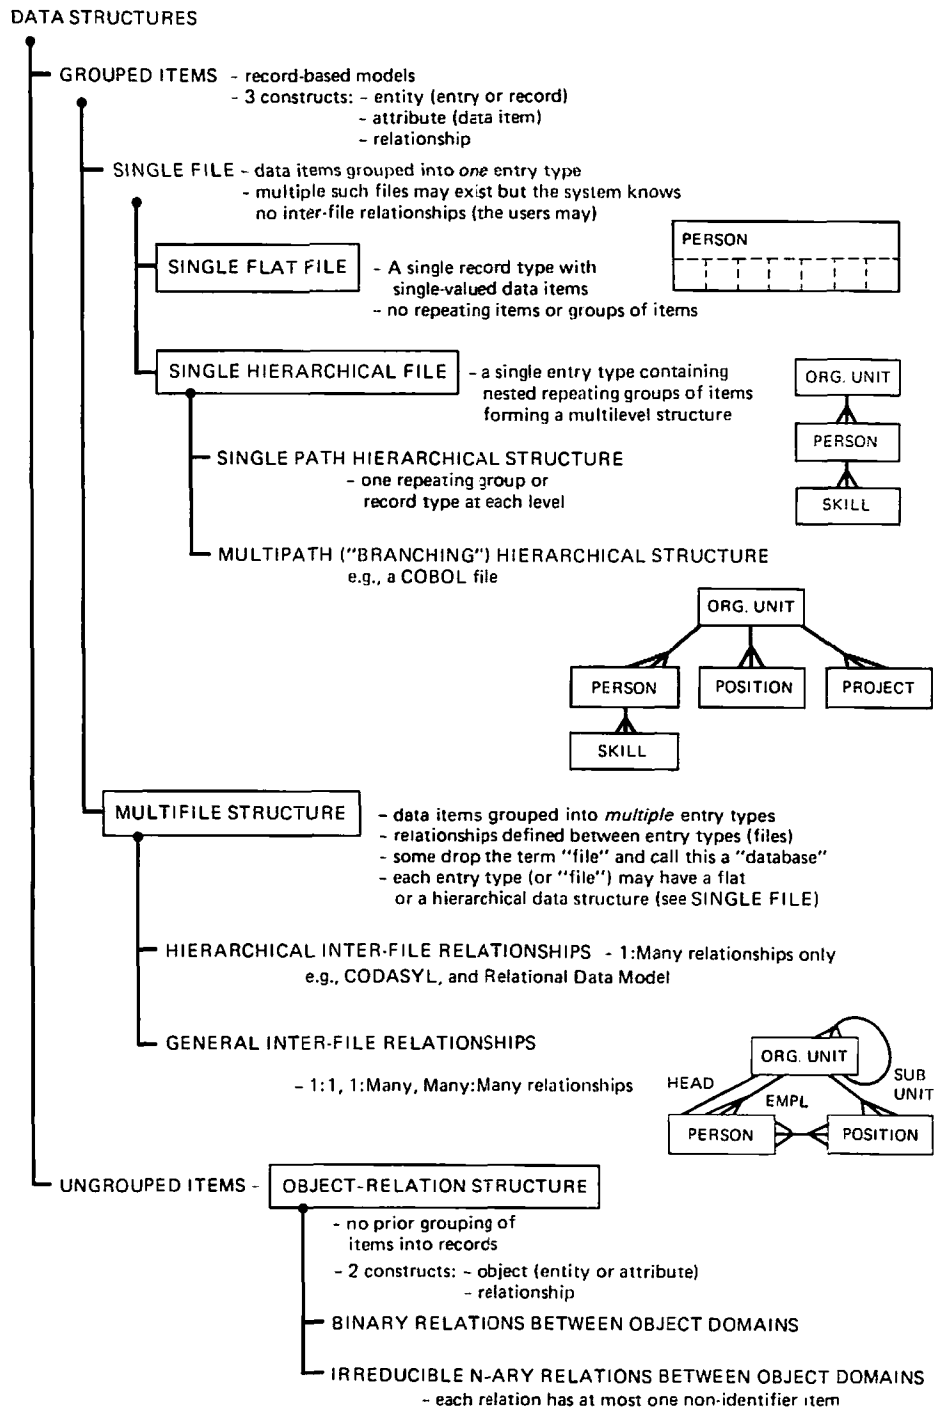 DATA STRUCTURES
GROUPED ITEMS - record-based models
- 3 constructs: - entity (entry or record)
- attribute (data item)
- relationship
SINGLE FILE - data items grouped into one entry type
- multiple such files may exist but the system knows
no inter-file relationships (the users may)
SINGLE FLAT FILE - A single record type with
single-valued data items
- no repeating items or groups of items
PERSON
SINGLE HIERARCHICAL FILE - a single entry type containing
nested repeating groups of items
forming a multilevel structure
ORG. UNIT
PERSON
SKILL
SINGLE PATH HIERARCHICAL STRUCTURE
- one repeating group or
record type at each level
MULTIPATH ("BRANCHING") HIERARCHICAL STRUCTURE
e.g., a COBOL file
ORG. UNIT
PERSON POSITION PROJECT
SKILL
MULTIFILE STRUCTURE - data items grouped into multiple entry types
- relationships defined between entry types (files)
- some drop the term "file" and call this a "database"
- each entry type (or "file") may have a flat
or a hierarchical data structure (see SINGLE FILE)
HIERARCHICAL INTER-FILE RELATIONSHIPS - 1:Many relationships only
e.g., CODASYL, and Relational Data Model
GENERAL INTER-FILE RELATIONSHIPS
- 1:1, 1:Many, Many:Many relationships
ORG. UNIT
HEAD
EMPL
SUB
UNIT
PERSON POSITION
UNGROUPED ITEMS - OBJECT-RELATION STRUCTURE
- no prior grouping of
items into records
- 2 constructs: - object (entity or attribute)
- relationship
BINARY RELATIONS BETWEEN OBJECT DOMAINS
IRREDUCIBLE N-ARY RELATIONS BETWEEN OBJECT DOMAINS
- each relation has at most one non-identifier item